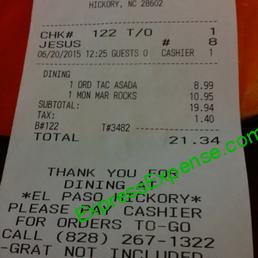 HICKORY, NC 28602
CHK# 122 T/O 1
JESUS # 8
06/20/2015 12:25 GUESTS 0 CASHIER 1
DINING
1 ORD TAC ASADA 8.99
1 MON MAR ROCKS 10.95
SUBTOTAL: 19.94
TAX: 1.40
B#122 T#3482
TOTAL 21.34
THANK YOU FOR
DINING AT
*EL PASO HICKORY*
PLEASE PAY CASHIER
FOR ORDERS TO-GO
CALL (828) 267-1322
-GRAT NOT INCLUDED
ExpressExpense.com